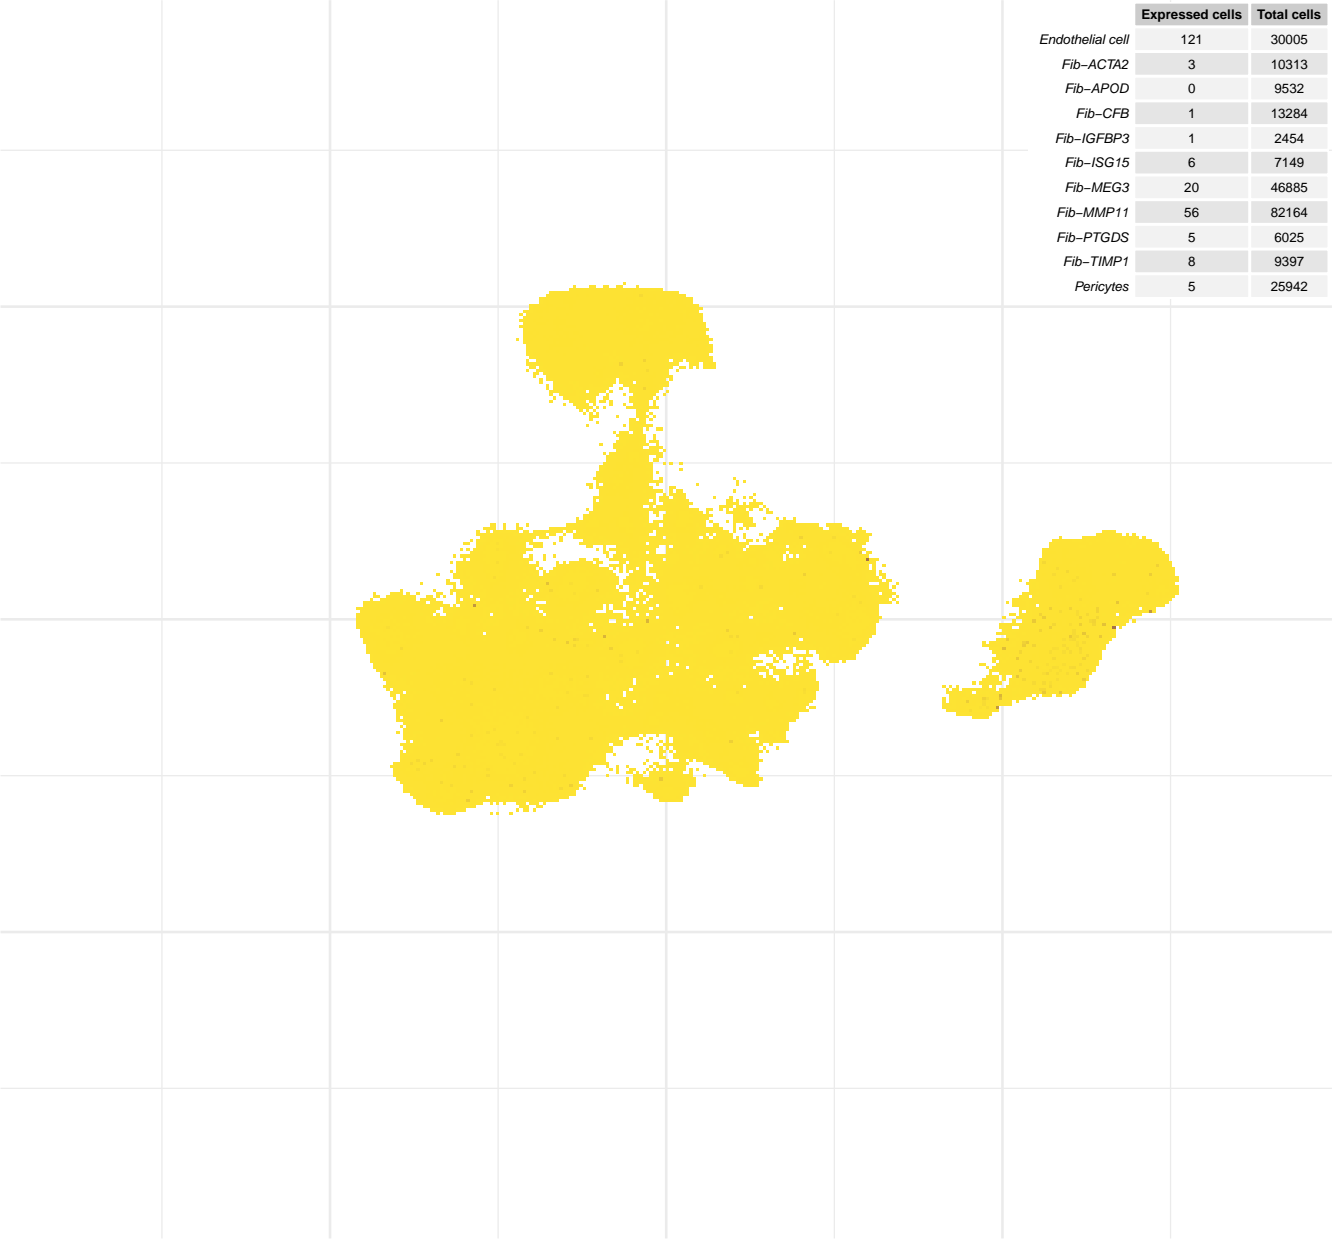 Expressed cells Total cells
Endothelial cell 121 30005
Fib−ACTA2 3 10313
Fib−APOD 0 9532
Fib−CFB 1 13284
Fib−IGFBP3 1 2454
Fib−ISG15 6 7149
Fib−MEG3 20 46885
Fib−MMP11 56 82164
Fib−PTGDS 5 6025
Fib−TIMP1 8 9397
Pericytes 5 25942